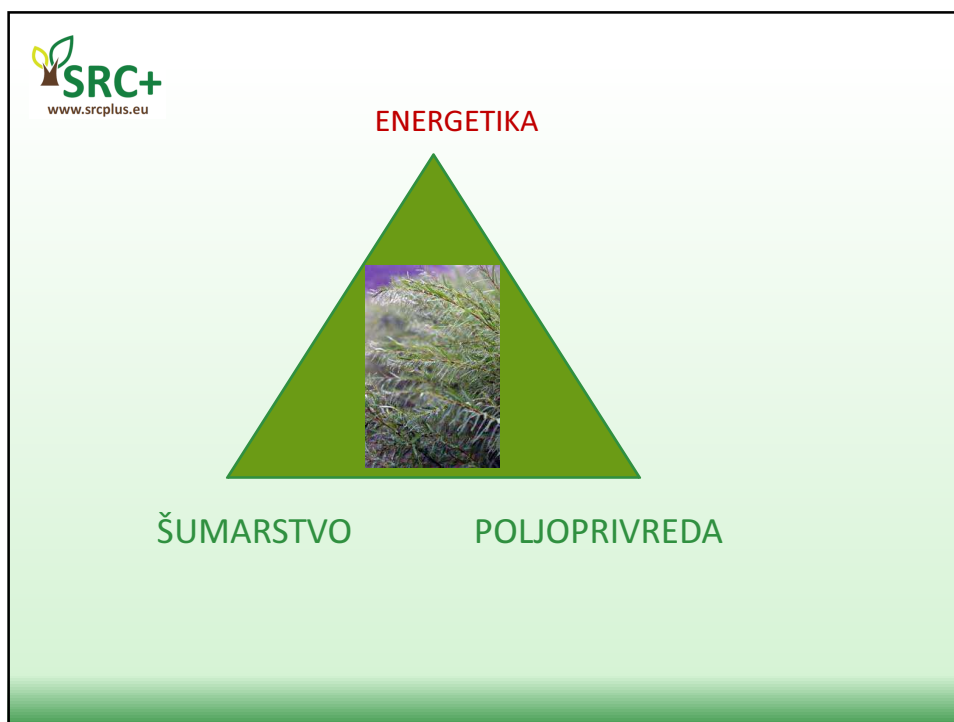 SRC+
www.srcplus.eu
ENERGETIKA
ŠUMARSTVO
POLJOPRIVREDA